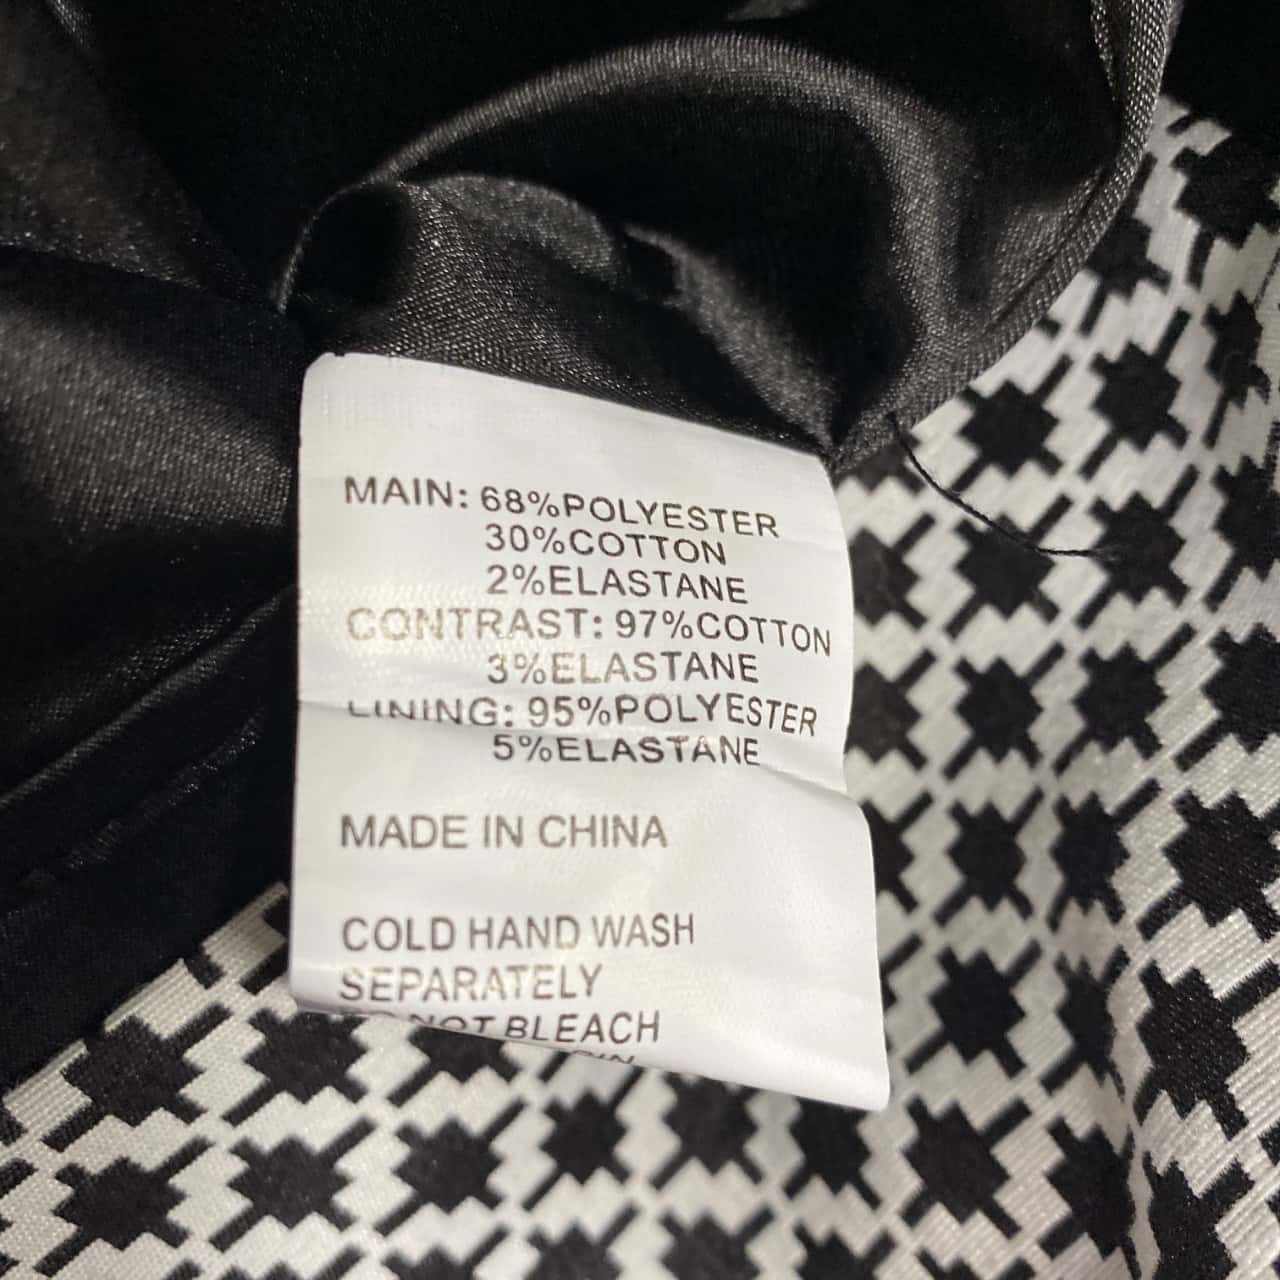 MAIN: 68%POLYESTER
30%COTTON
2%ELASTANE
CONTRAST: 97%COTTON
3%ELASTANE
LINING: 95%POLYESTER
5%ELASTANE
MADE IN CHINA
COLD HAND WASH
SEPARATELY
DO NOT BLEACH